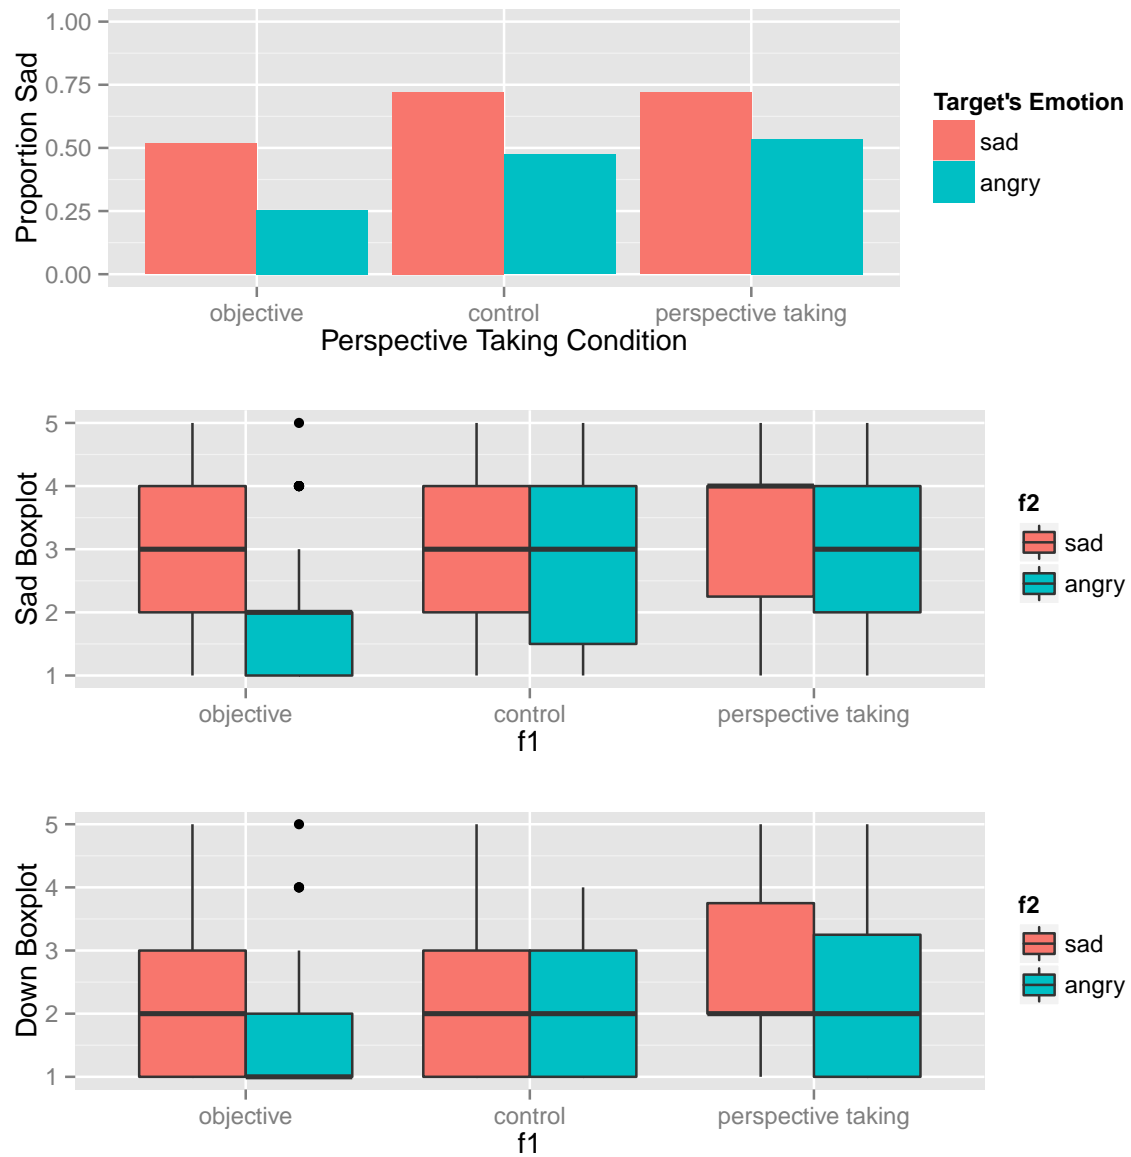 Proportion Sad
1.00
0.75
0.50
0.25
0.00
objective control perspective taking
Perspective Taking Condition
Target's Emotion
sad
angry
Sad Boxplot
5
4
3
2
1
objective control perspective taking
f1
f2
sad
angry
Down Boxplot
5
4
3
2
1
objective control perspective taking
f1
f2
sad
angry